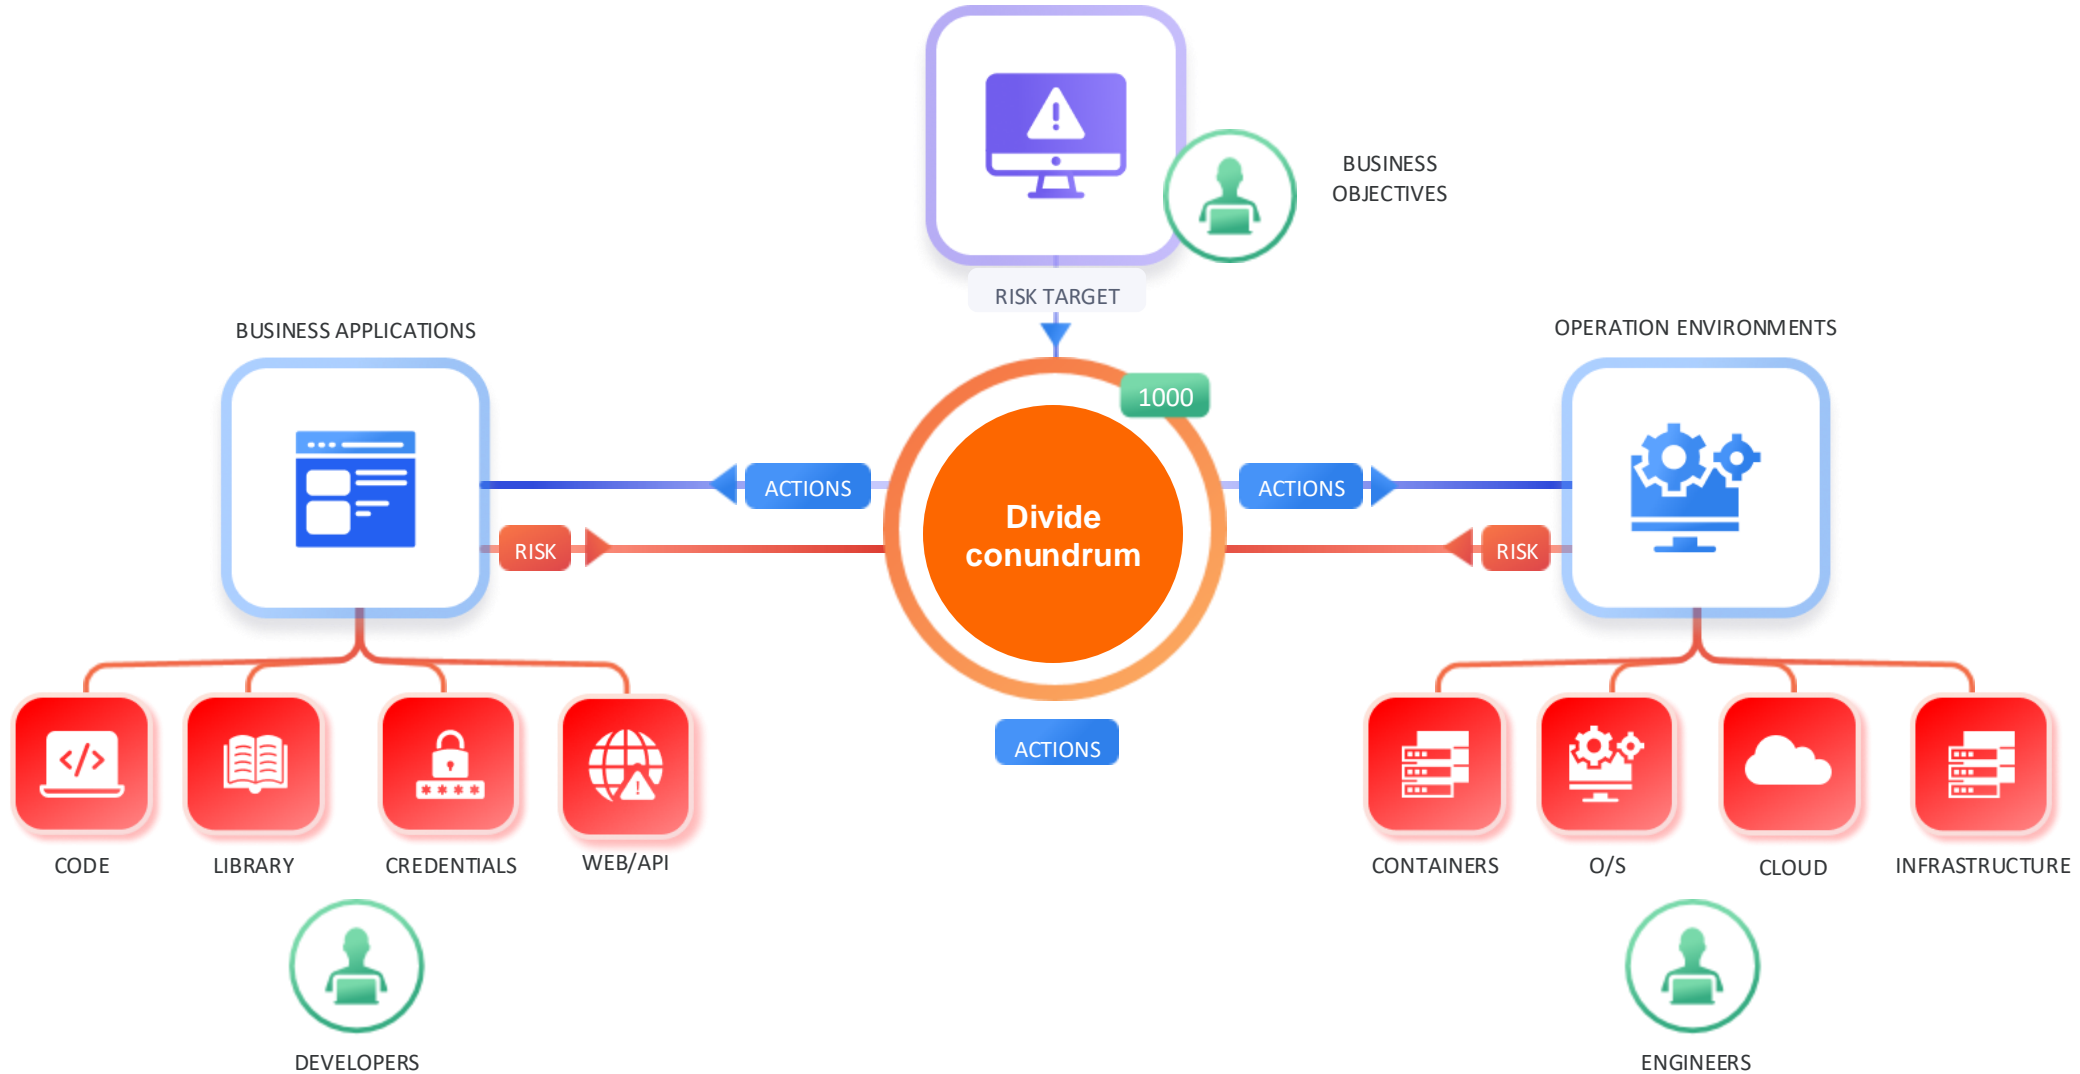 BUSINESS
OBJECTIVES
RISK TARGET
BUSINESS APPLICATIONS
OPERATION ENVIRONMENTS
1000
ACTIONS
ACTIONS
Divide
conundrum
RISK
RISK
ACTIONS
</>
****
CODE
LIBRARY
CREDENTIALS
WEB/API
CONTAINERS
O/S
CLOUD
INFRASTRUCTURE
DEVELOPERS
ENGINEERS